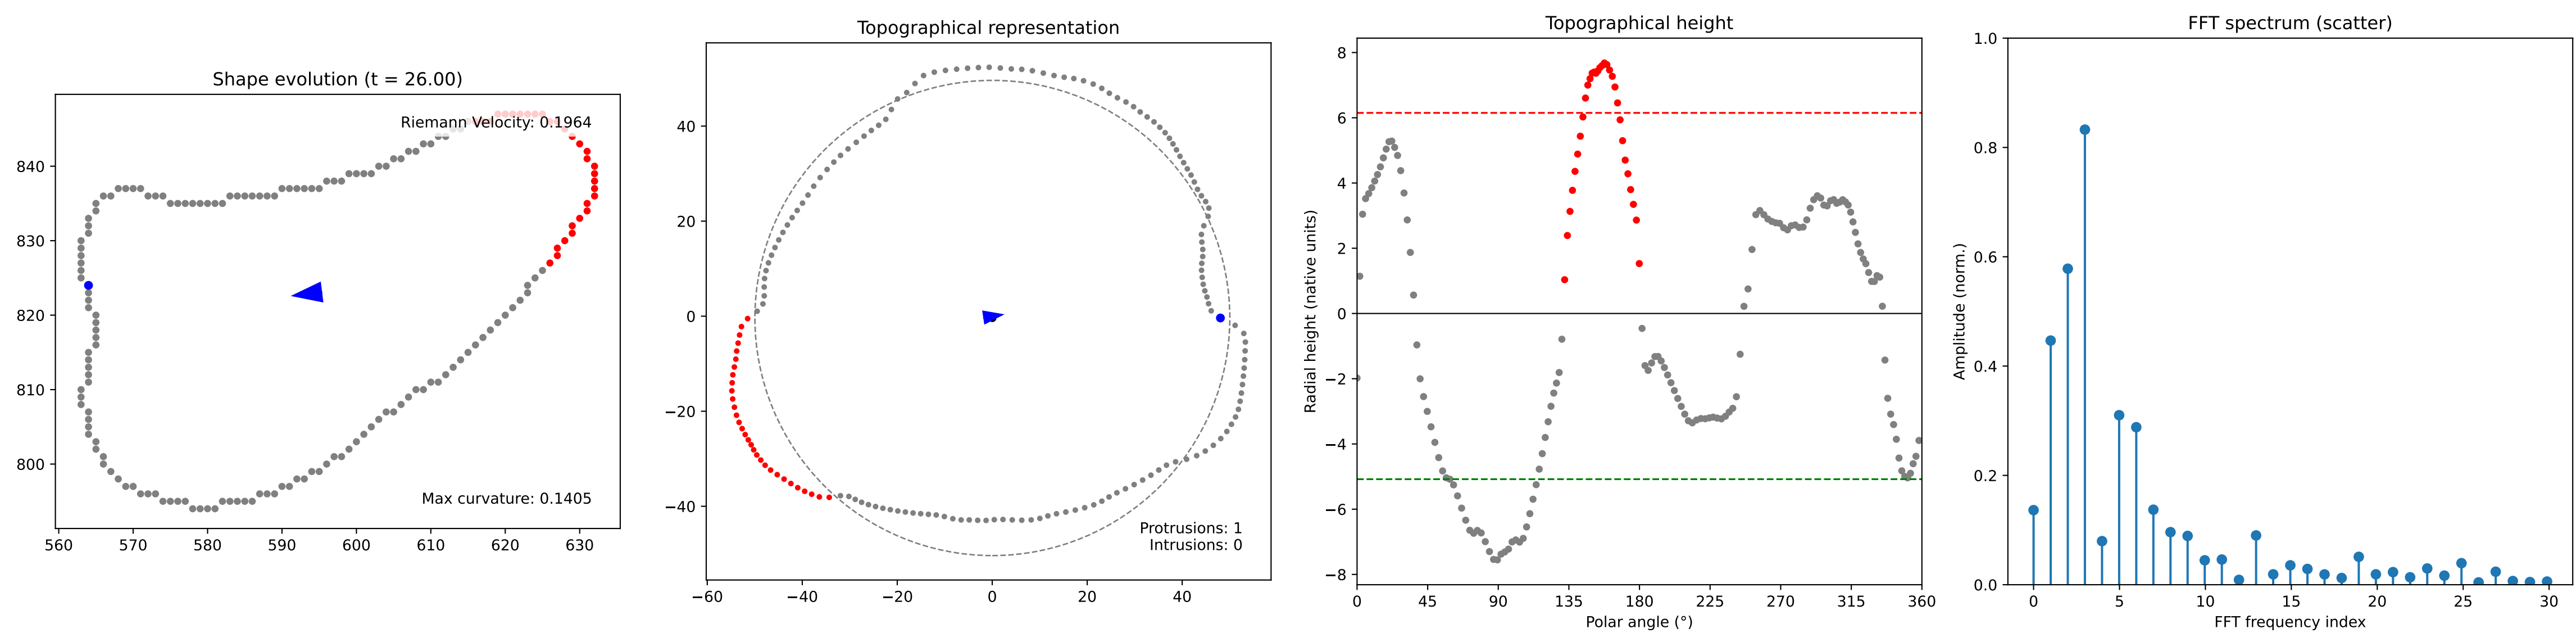 Shape evolution (t = 26.00)
Riemann Velocity: 0.1964
Max curvature: 0.1405
840
830
820
810
800
560 570 580 590 600 610 620 630
Topographical representation
40
20
0
−20
−40
−60 −40 −20 0 20 40
Protrusions: 1
Intrusions: 0
Topographical height
Radial height (native units)
8
6
4
2
0
−2
−4
−6
−8
0 45 90 135 180 225 270 315 360
Polar angle (°)
FFT spectrum (scatter)
Amplitude (norm.)
1.0
0.8
0.6
0.4
0.2
0.0
0 5 10 15 20 25 30
FFT frequency index